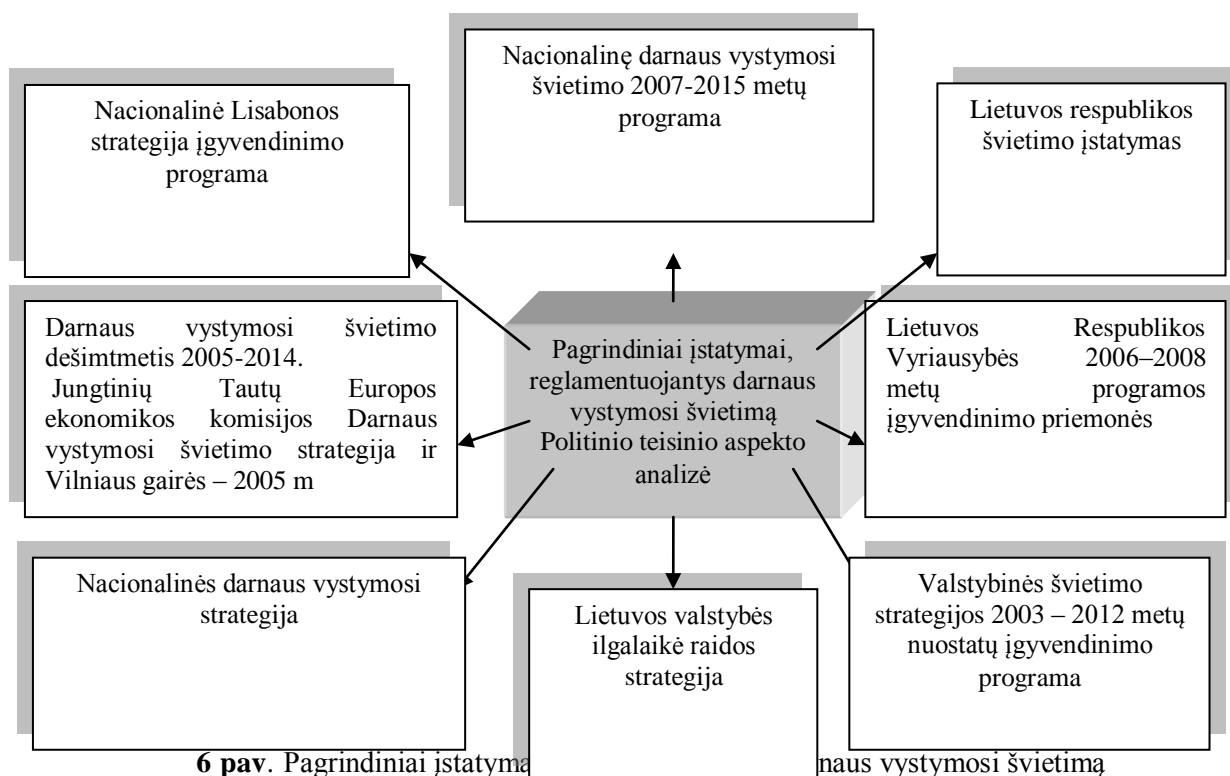 Nacionalinę darnaus vystymosi
švietimo 2007-2015 metų
programa
Nacionalinė Lisabonos
strategija įgyvendinimo
programa
Lietuvos respublikos
švietimo įstatymas
Darnaus vystymosi švietimo
dešimtmetis 2005-2014.
Jungtinių Tautų Europos
ekonomikos komisijos Darnaus
vystymosi švietimo strategija ir
Vilniaus gairės – 2005 m
Pagrindiniai įstatymai,
reglamentuojantys darnaus
vystymosi švietimą
Politinio teisinio aspekto
analizė
Lietuvos Respublikos
Vyriausybės 2006–2008
metų programos
įgyvendinimo priemonės
Nacionalinės darnaus vystymosi
strategija
Lietuvos valstybės
ilgalaikė raidos
strategija
Valstybinės švietimo
strategijos 2003 – 2012 metų
nuostatų įgyvendinimo
programa
6 pav. Pagrindiniai įstatyma naus vystymosi švietimą